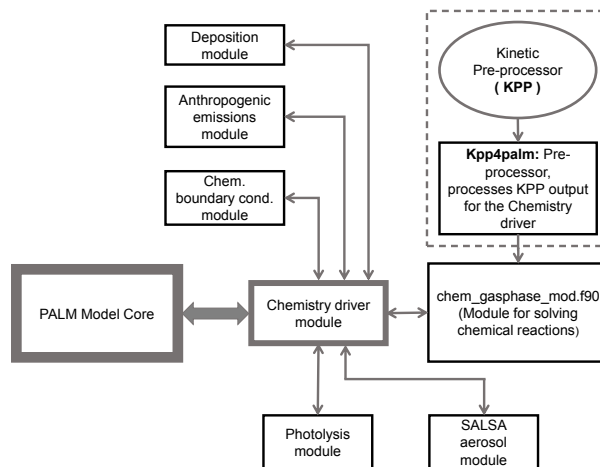 Deposition
module
Anthropogenic
emissions module
Chem.
boundary cond.
module
Kinetic
Pre-processor
( KPP )
Kpp4palm: Pre-
processor,
processes KPP output
for the Chemistry
driver
PALM Model Core
Chemistry driver
module
chem_gasphase_mod.f90
(Module for solving
chemical reactions)
Photolysis
module
SALSA
aerosol
module